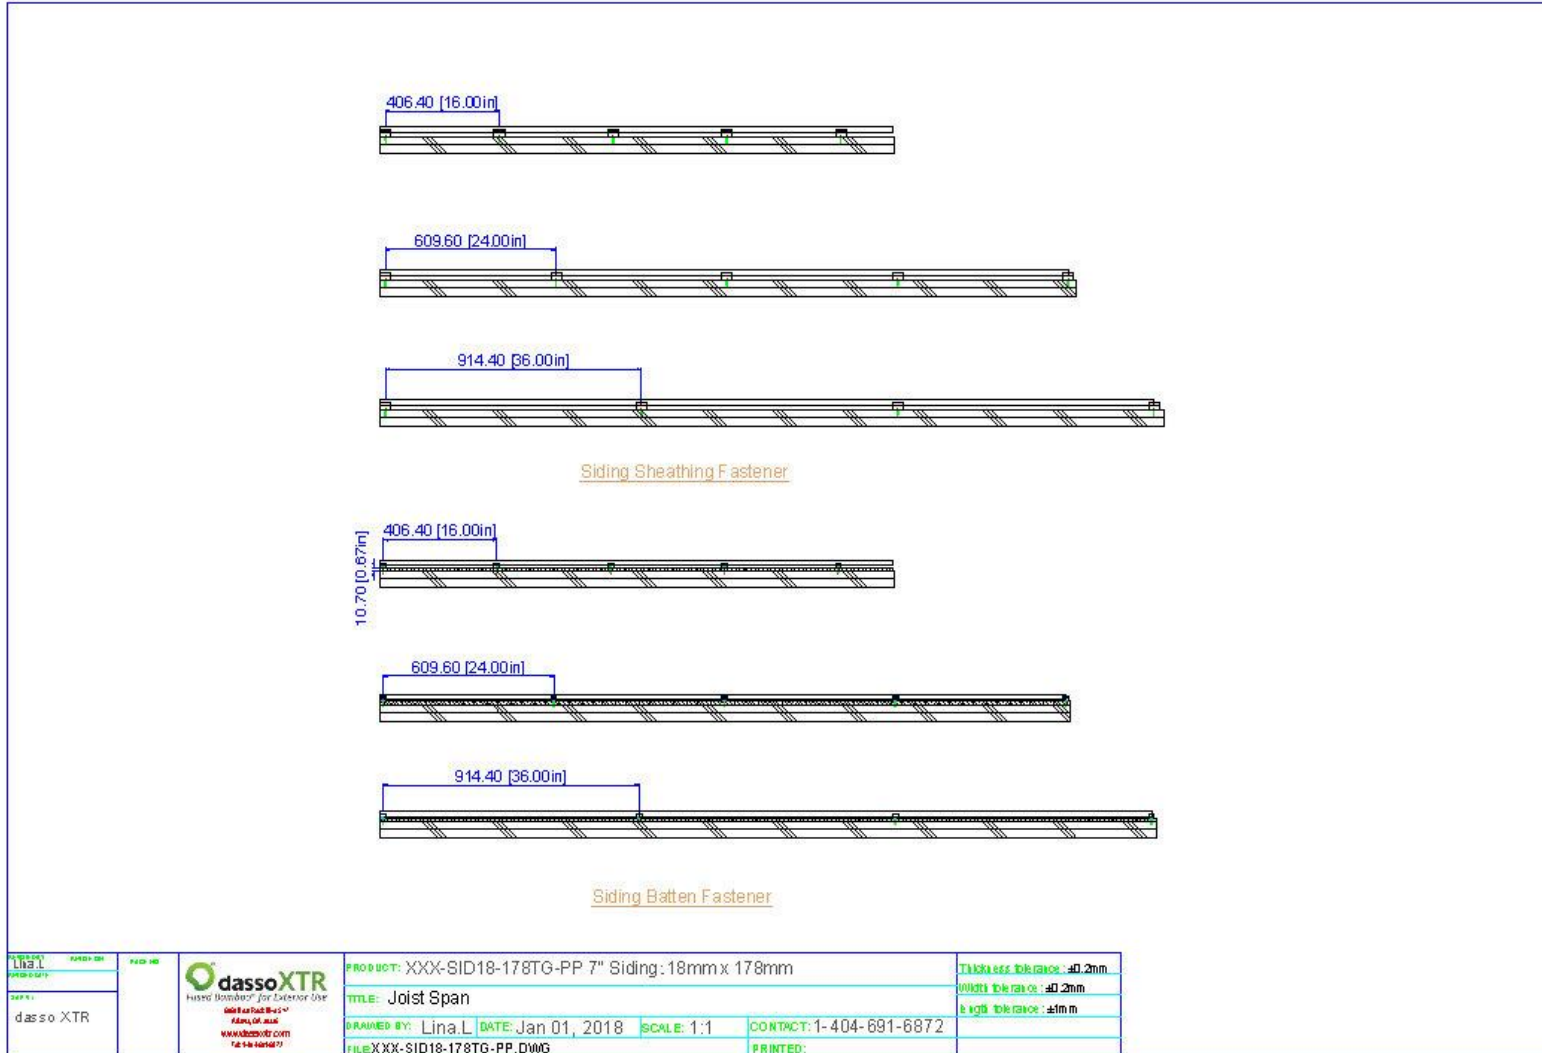 406.40 [16.00in]
609.60 [24.00in]
914.40 [36.00in]
Siding Sheathing Fastener
406.40 [16.00in]
10.70 [0.67in]
609.60 [24.00in]
914.40 [36.00in]
Siding Batten Fastener
Lina.L
dasso XTR
dassoXTR
Fused Bamboo® for Exterior Use
www.dassoxtr.com
PRODUCT: XXX-SID18-178TG-PP 7" Siding:18mm x 178mm
TITLE: Joist Span
DRAWED BY: Lina.L DATE: Jan 01, 2018 SCALE: 1:1 CONTACT: 1-404-691-6872
FILE XXX-SID18-178TG-PP.DWG PRINTED:
Thickness tolerance: ±0.2mm
Width tolerance: ±0.2mm
length tolerance: ±1mm